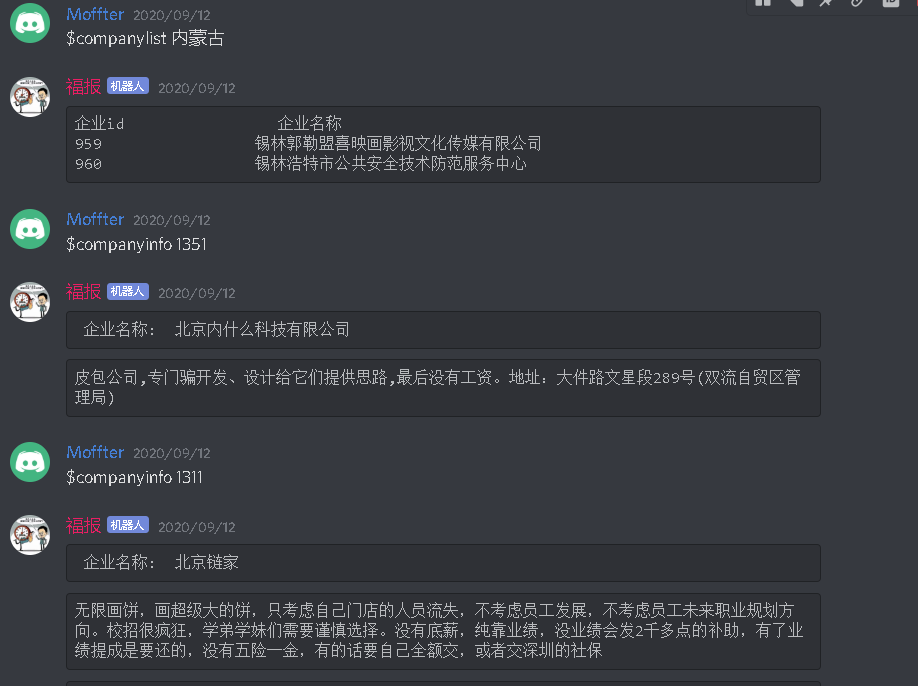 Moffter 2020/09/12
$companylist 内蒙古
福报 机器人 2020/09/12
企业id 企业名称
959 锡林郭勒盟喜映画影视文化传媒有限公司
960 锡林浩特市公共安全技术防范服务中心
Moffter 2020/09/12
$companyinfo 1351
福报 机器人 2020/09/12
企业名称： 北京内什么科技有限公司
皮包公司,专门骗开发、设计给它们提供思路,最后没有工资。地址：大件路文星段289号(双流自贸区管
理局)
Moffter 2020/09/12
$companyinfo 1311
福报 机器人 2020/09/12
企业名称： 北京链家
无限画饼，画超级大的饼，只考虑自己门店的人员流失，不考虑员工发展，不考虑员工未来职业规划方
向。校招很疯狂，学弟学妹们需要谨慎选择。没有底薪，纯靠业绩，没业绩会发2千多点的补助，有了业
绩提成是要还的，没有五险一金，有的话要自己全额交，或者交深圳的社保